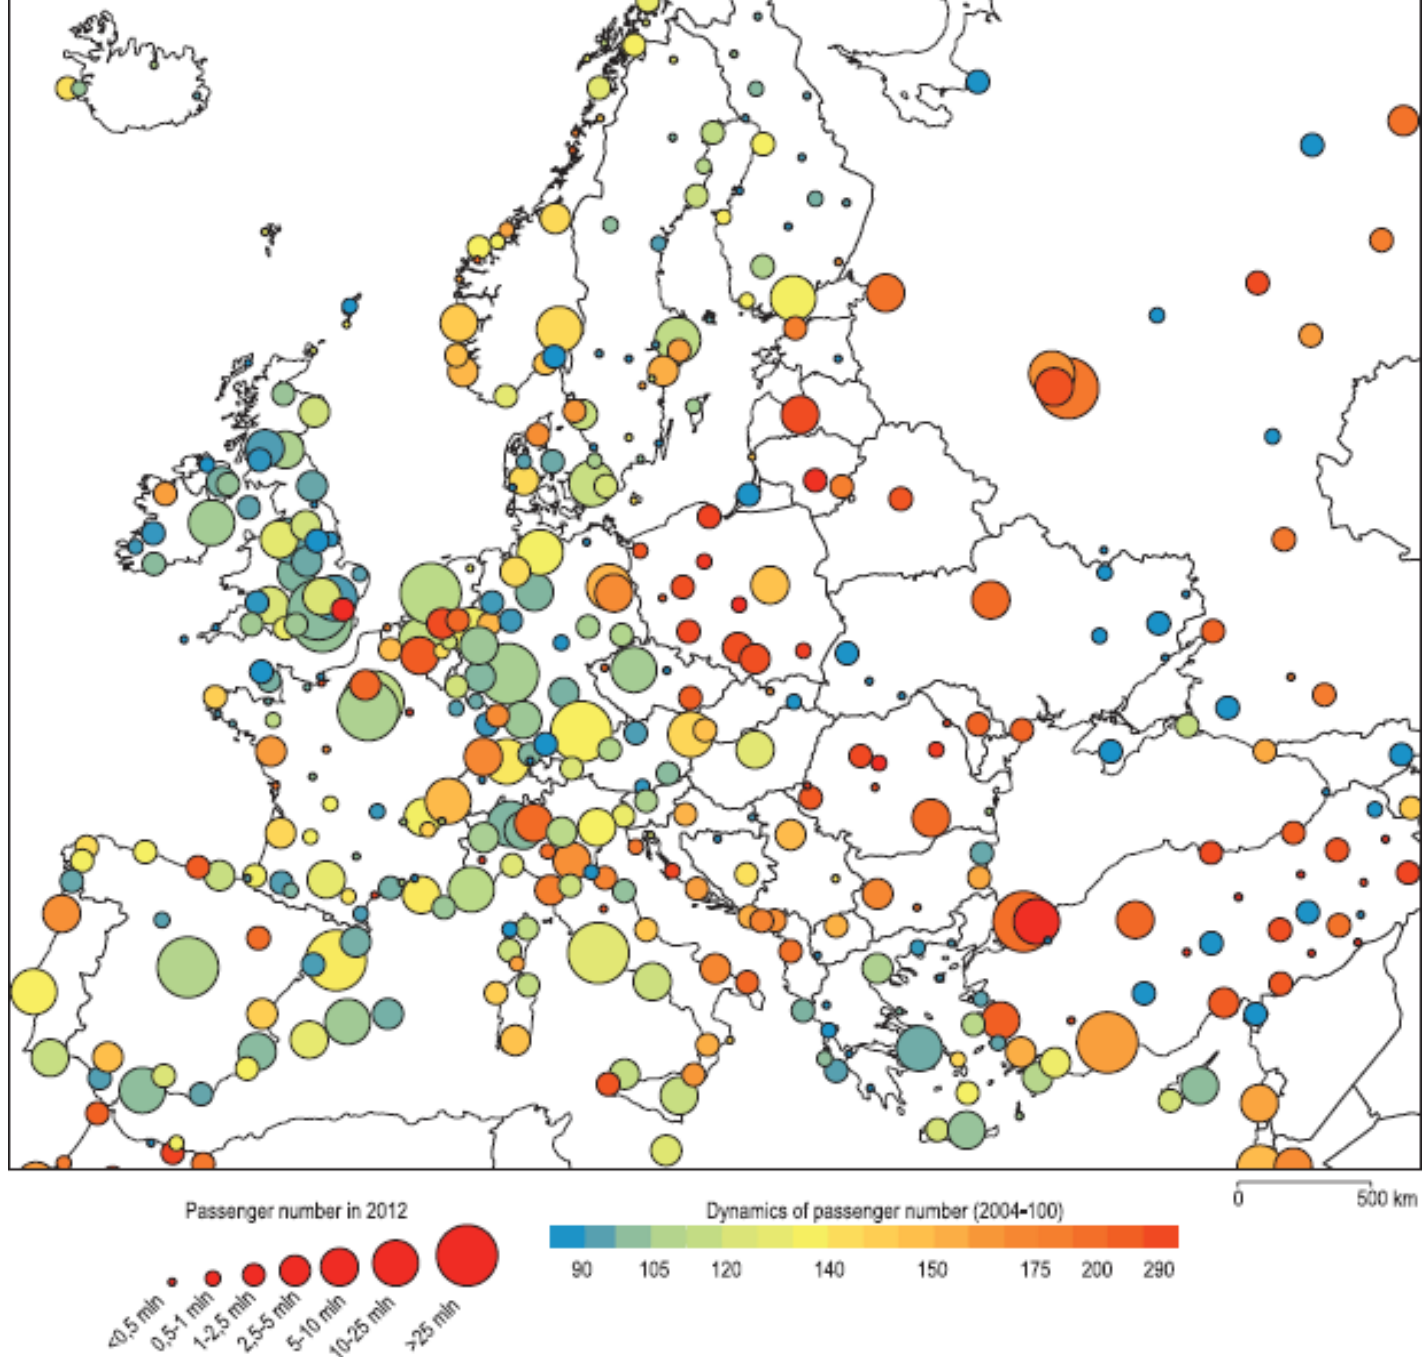 0 500 km
Passenger number in 2012
<0,5 mln
0,5-1 mln
1-2,5 mln
2,5-5 mln
5-10 mln
10-25 mln
>25 mln
Dynamics of passenger number (2004=100)
90 105 120 140 150 175 200 290